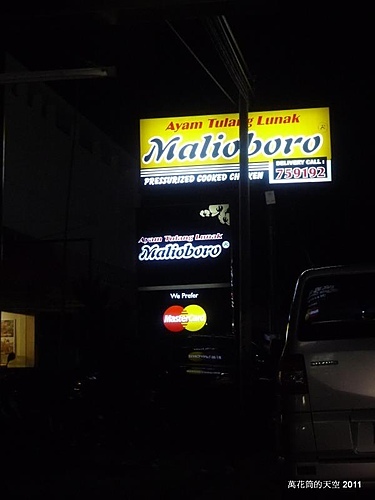 Ayam Tulang Lunak
Malioboro®
PRESSURIZED COOKED CHICKEN
DELIVERY CALL :
759192
Ayam Tulang Lunak
Malioboro®
We Prefer
MasterCard
萬花筒的天空 2011